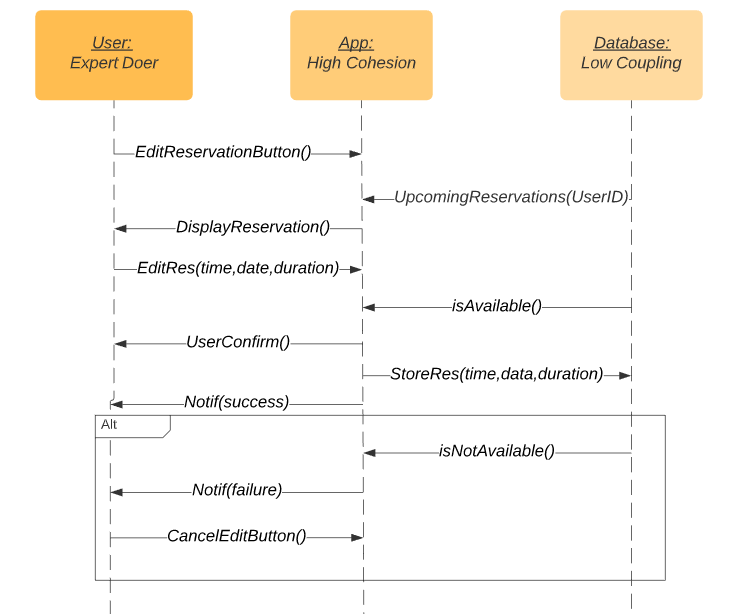 User:
Expert Doer
App:
High Cohesion
Database:
Low Coupling
EditReservationButton()
UpcomingReservations(UserID)
DisplayReservation()
EditRes(time,date,duration)
isAvailable()
UserConfirm()
StoreRes(time,data,duration)
Notif(success)
Alt
isNotAvailable()
Notif(failure)
CancelEditButton()